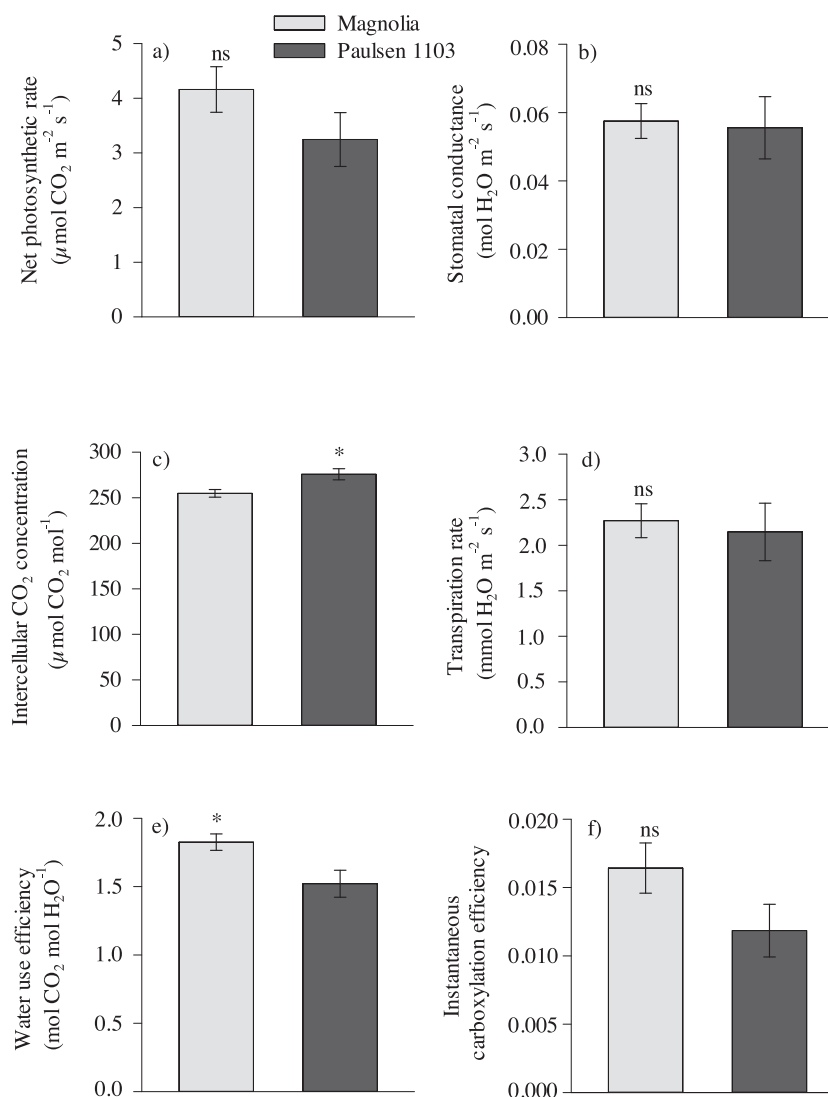 Magnolia
Paulsen 1103
a)
ns
5
4
3
2
1
0
Net photosynthetic rate
(µmol CO₂ m⁻² s⁻¹)
b)
ns
0.08
0.06
0.04
0.02
0.00
Stomatal conductance
(mol H₂O m⁻² s⁻¹)
c)
*
300
250
200
150
100
50
0
Intercellular CO₂ concentration
(µmol CO₂ mol⁻¹)
d)
ns
3.0
2.5
2.0
1.5
1.0
0.5
0.0
Transpiration rate
(mmol H₂O m⁻² s⁻¹)
e)
*
2.0
1.5
1.0
0.5
0.0
Water use efficiency
(mol CO₂ mol H₂O⁻¹)
f)
ns
0.020
0.015
0.010
0.005
0.000
Instantaneous
carboxylation efficiency